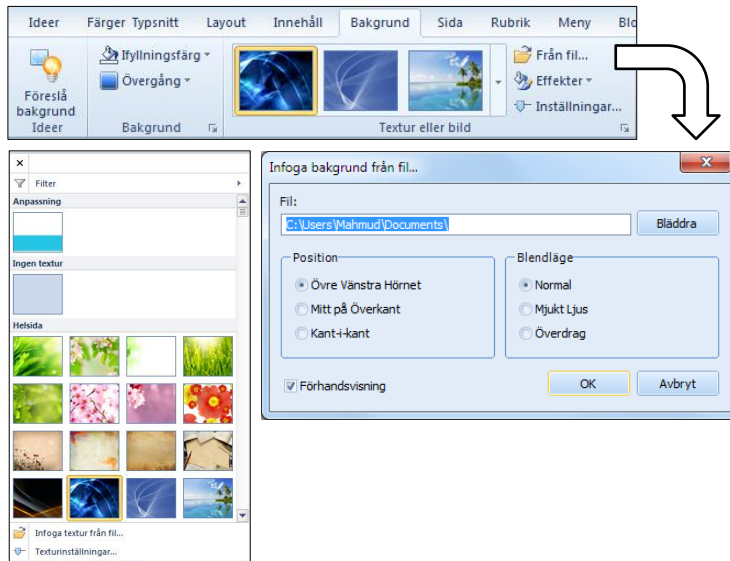 Ideer Färger Typsnitt Layout Innehåll Bakgrund Sida Rubrik Meny Blo
Föreslå bakgrund
Ifyllningsfärg
Övergång
Från fil...
Effekter
Inställningar...
Ideer Bakgrund Textur eller bild
Filter
Anpassning
Ingen textur
Helsida
Infoga textur från fil...
Texturinställningar...
Infoga bakgrund från fil...
Fil:
C:\Users\Mahmud\Documents\ Bläddra
Position Blendläge
Övre Vänstra Hörnet Normal
Mitt på Överkant Mjukt Ljus
Kant-i-kant Överdrag
Förhandsvisning OK Avbryt